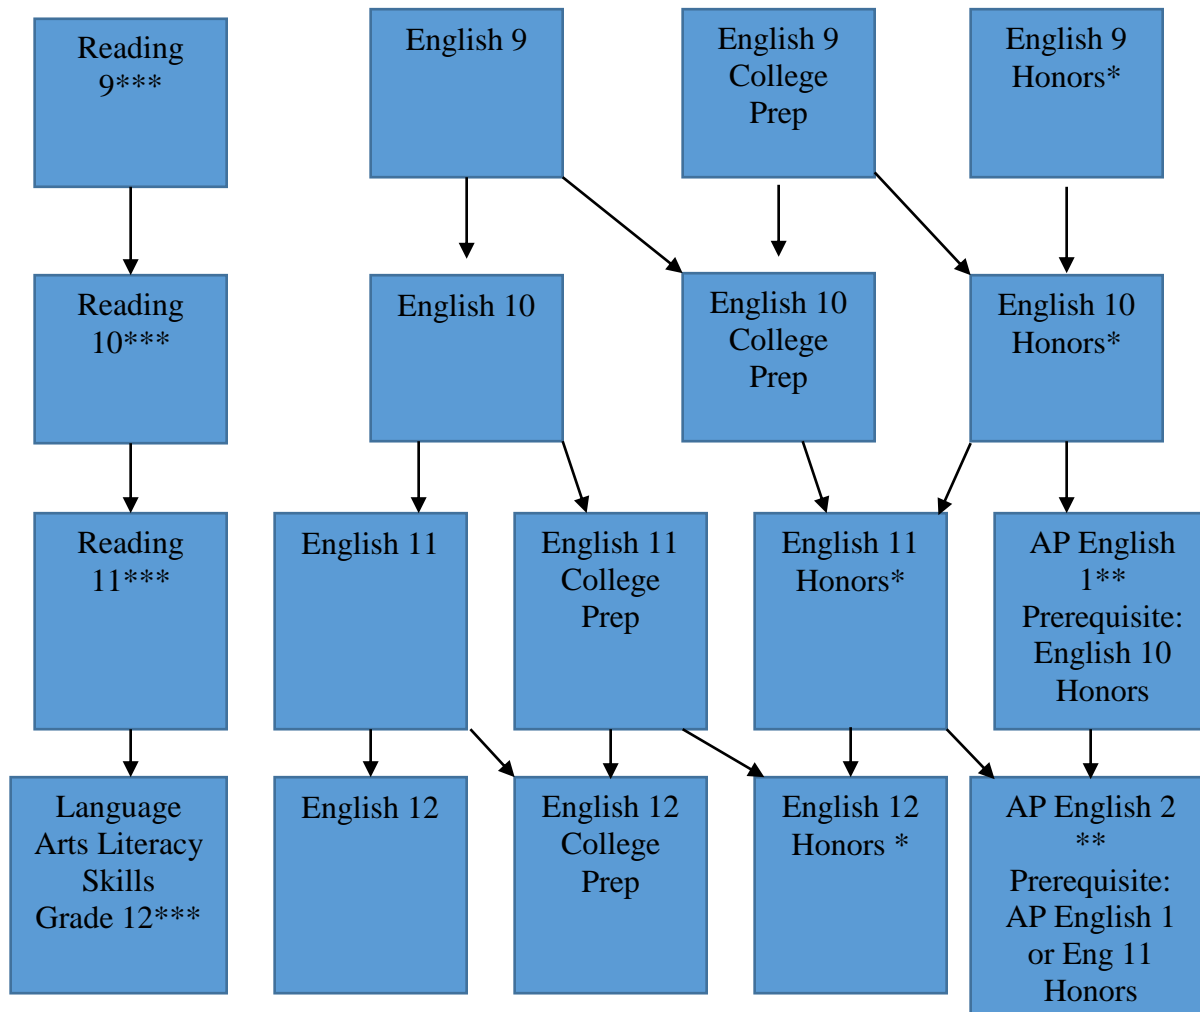 Reading
9***
English 9
English 9
College
Prep
English 9
Honors*
Reading
10***
English 10
English 10
College
Prep
English 10
Honors*
Reading
11***
English 11
English 11
College
Prep
English 11
Honors*
AP English
1**
Prerequisite:
English 10
Honors
Language
Arts Literacy
Skills
Grade 12***
English 12
English 12
College
Prep
English 12
Honors *
AP English 2
**
Prerequisite:
AP English 1
or Eng 11
Honors